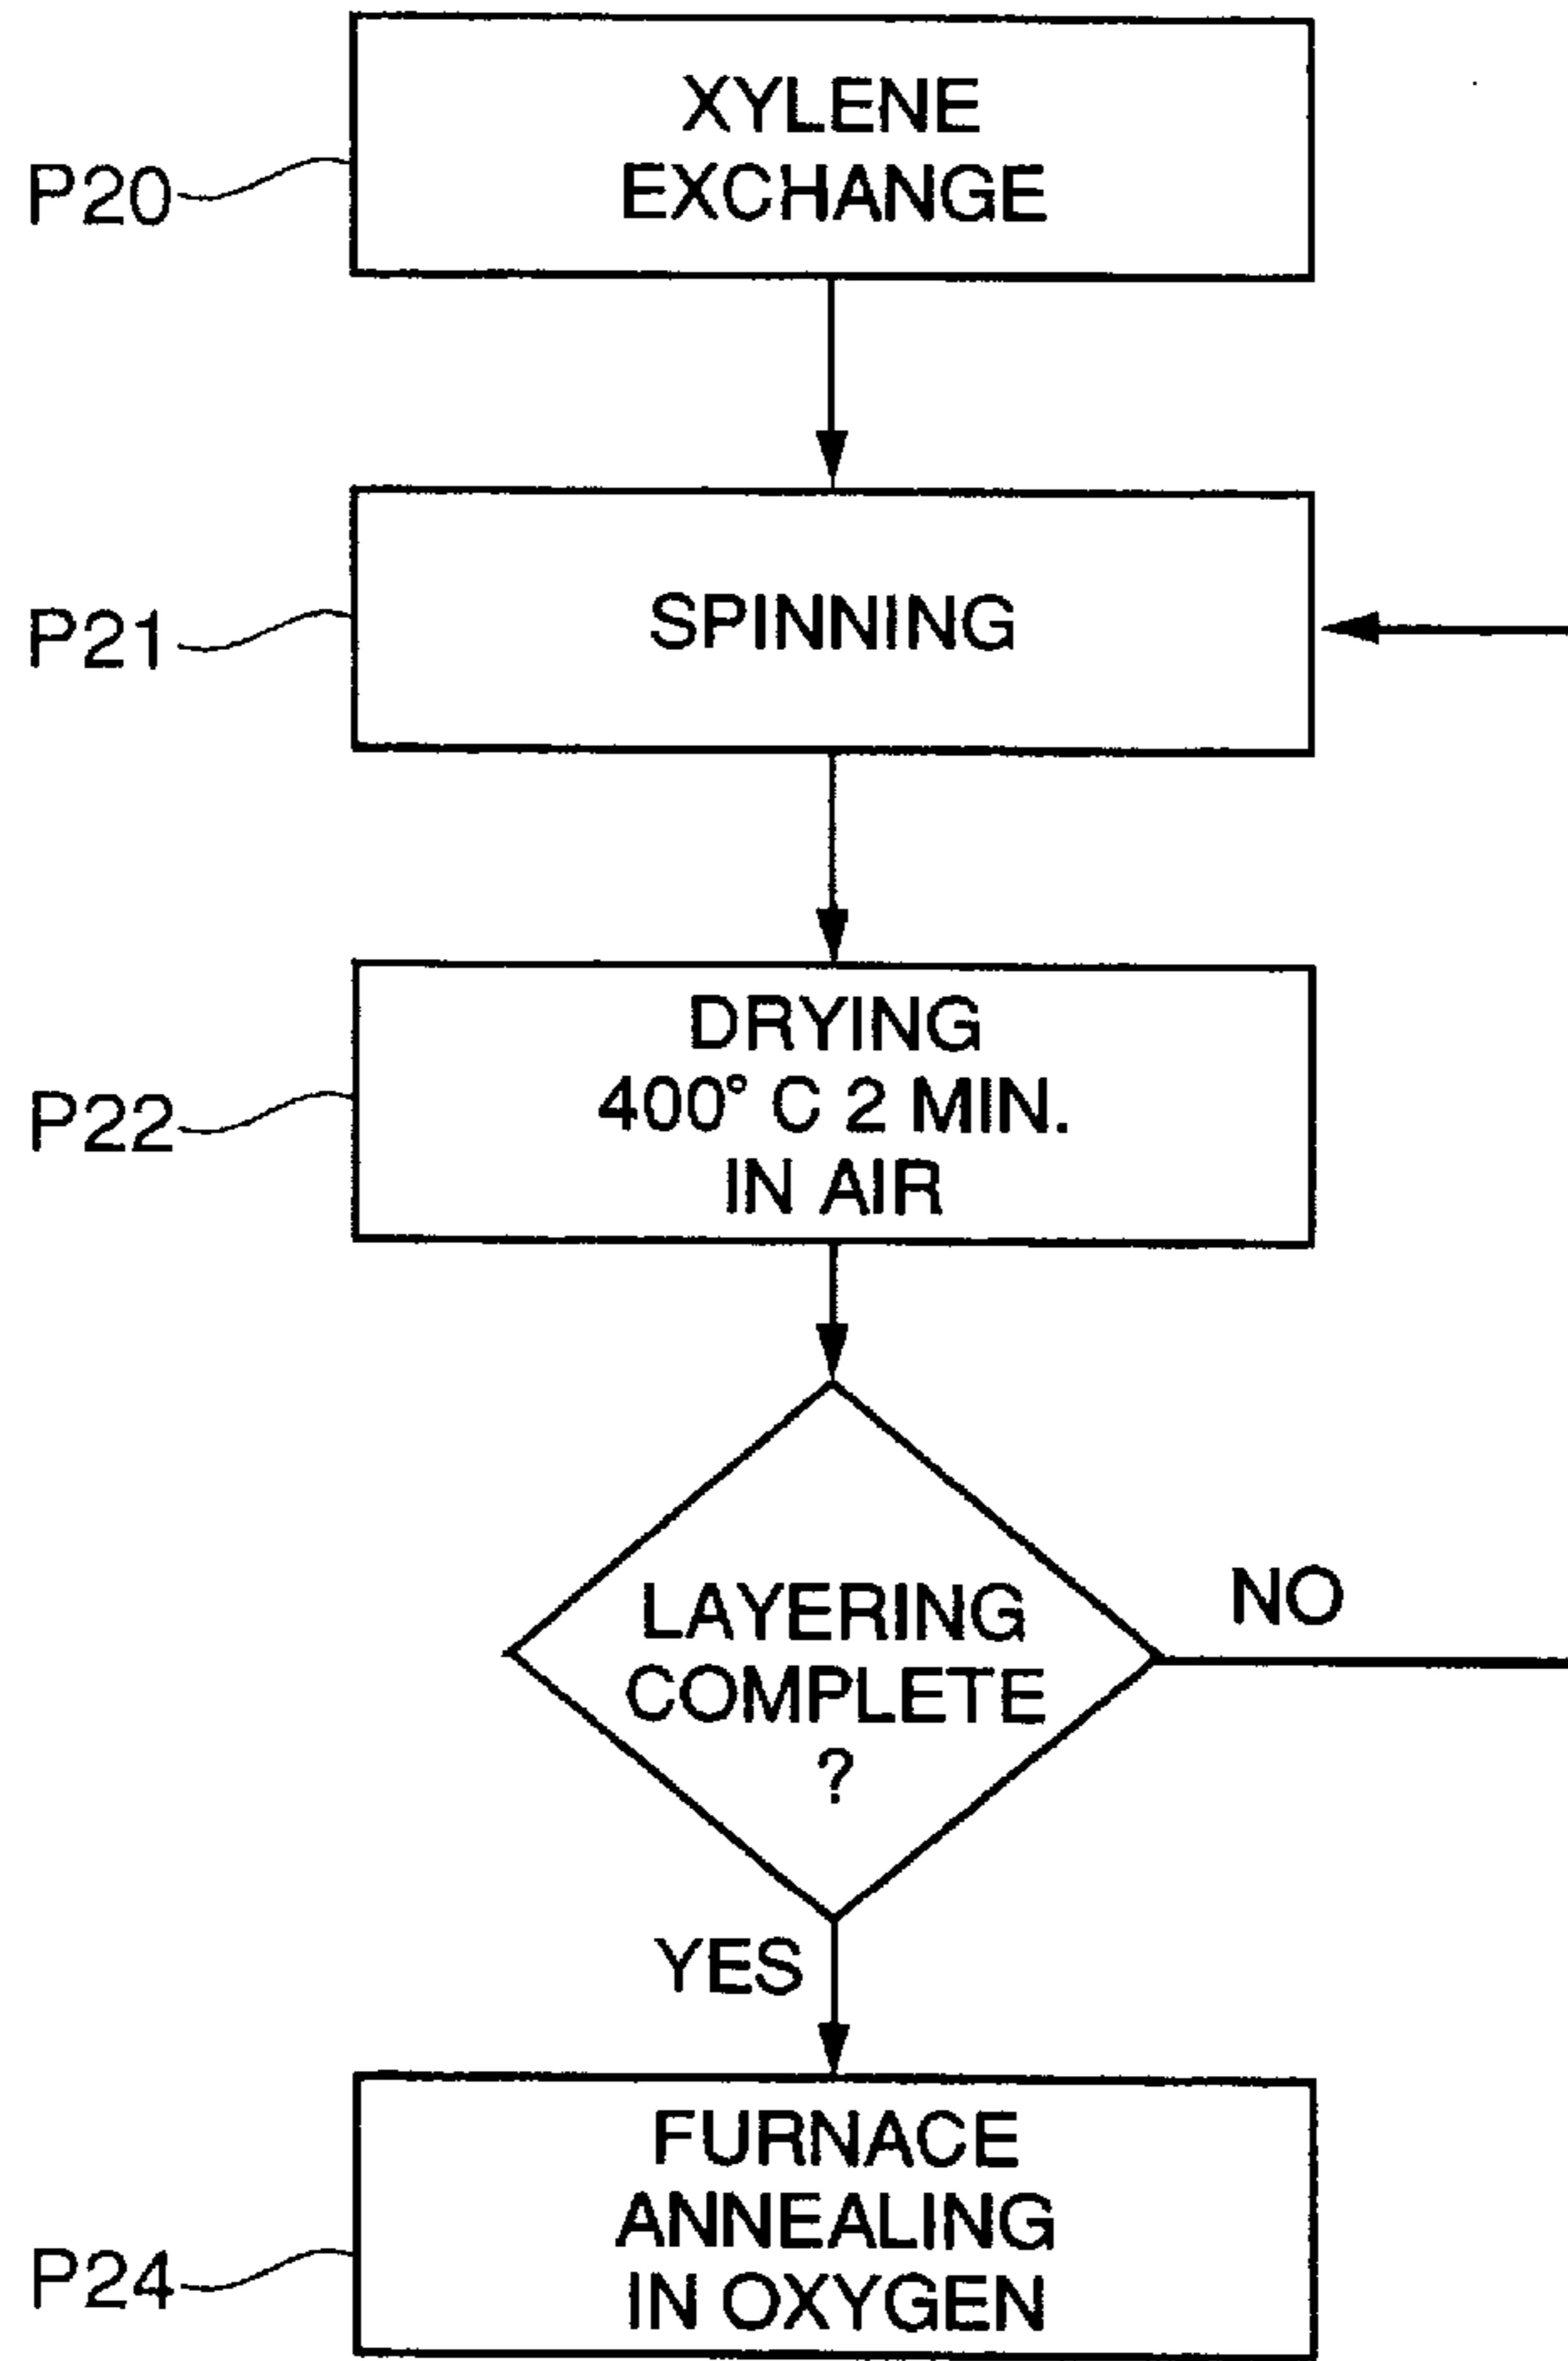 XYLENE
EXCHANGE
P20
SPINNING
P21
DRYING
400° C 2 MIN.
IN AIR
P22
LAYERING
COMPLETE
?
NO
YES
FURNACE
ANNEALING
IN OXYGEN
P24